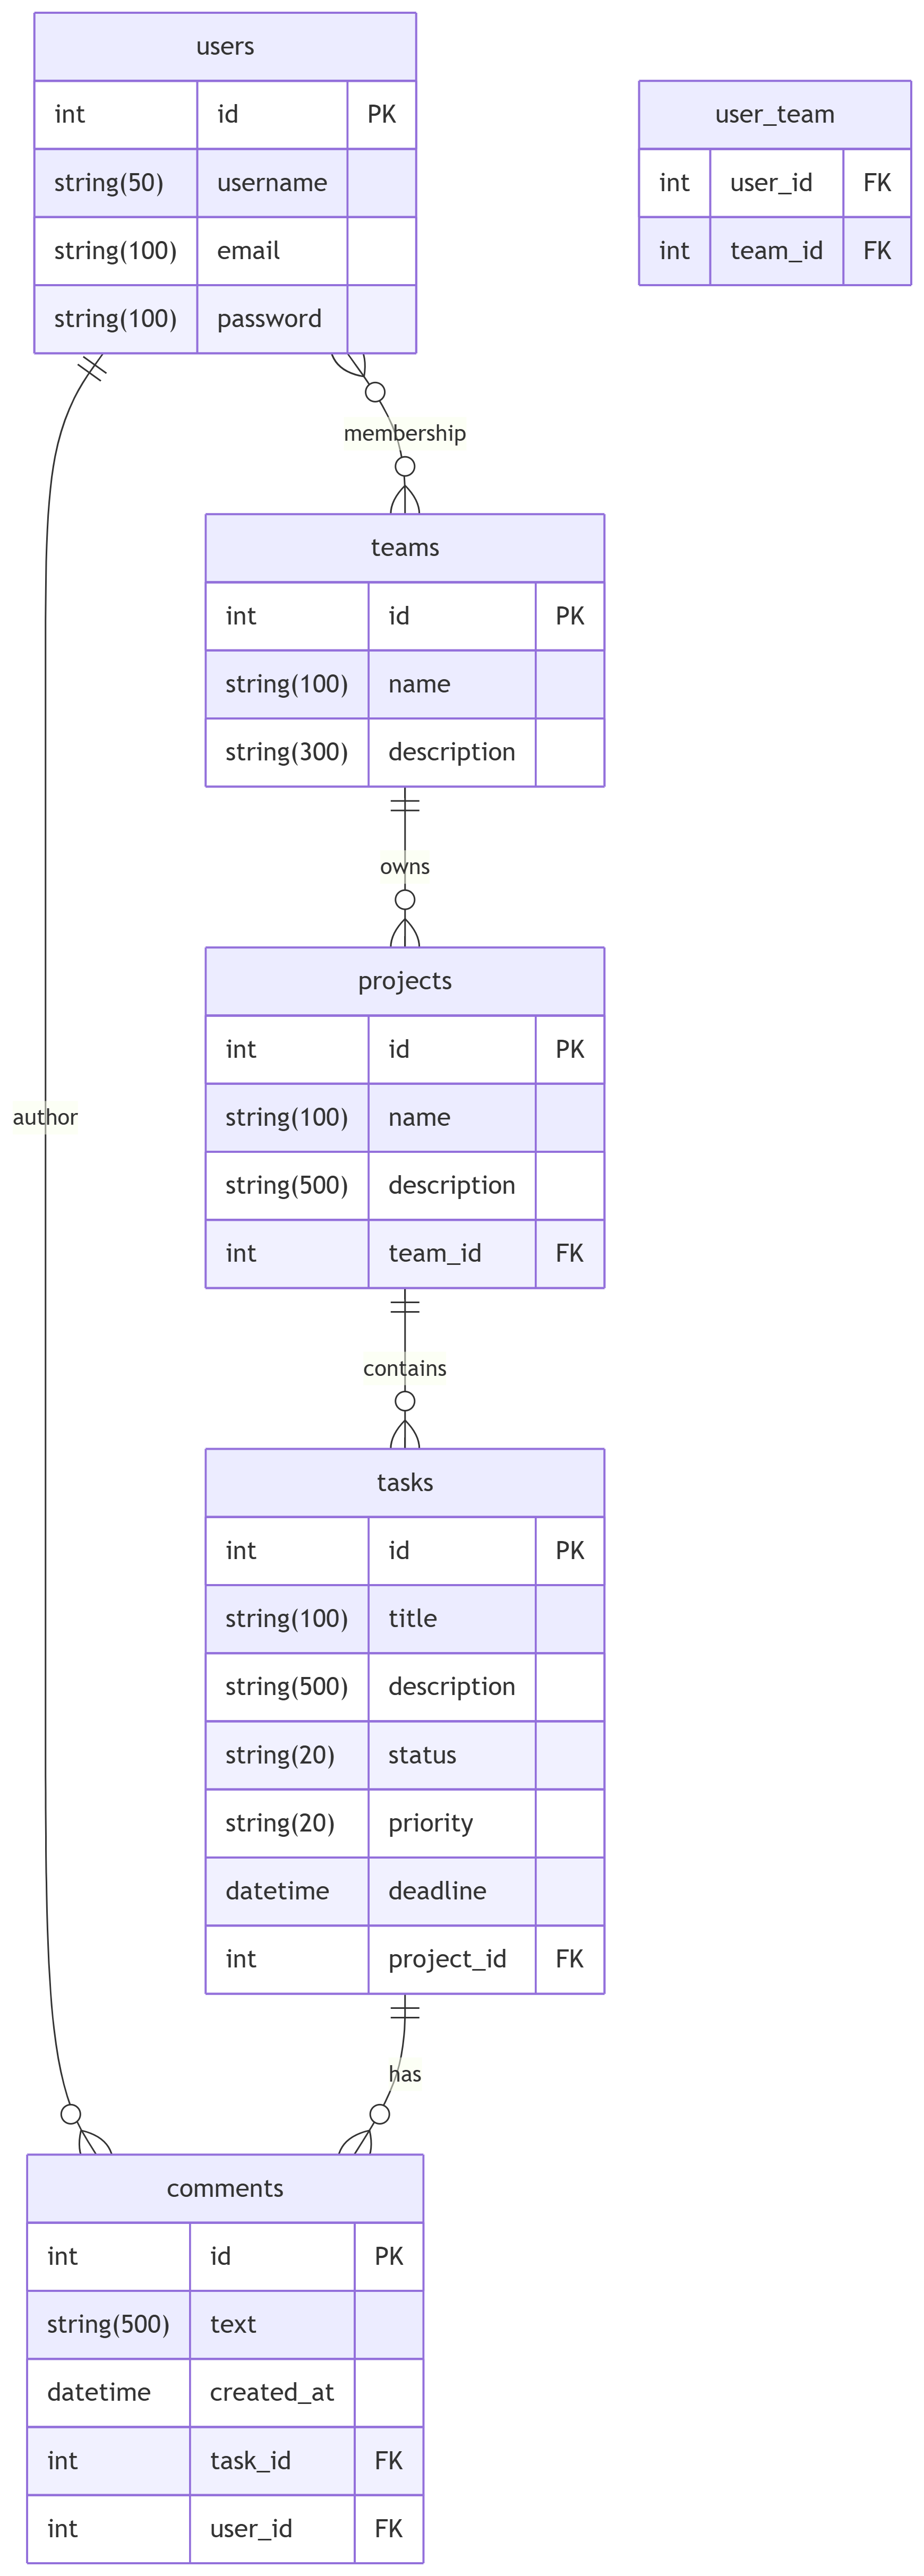 users
int id PK
string(50) username
string(100) email
string(100) password
user_team
int user_id FK
int team_id FK
membership
teams
int id PK
string(100) name
string(300) description
owns
projects
int id PK
string(100) name
string(500) description
int team_id FK
author
contains
tasks
int id PK
string(100) title
string(500) description
string(20) status
string(20) priority
datetime deadline
int project_id FK
has
comments
int id PK
string(500) text
datetime created_at
int task_id FK
int user_id FK